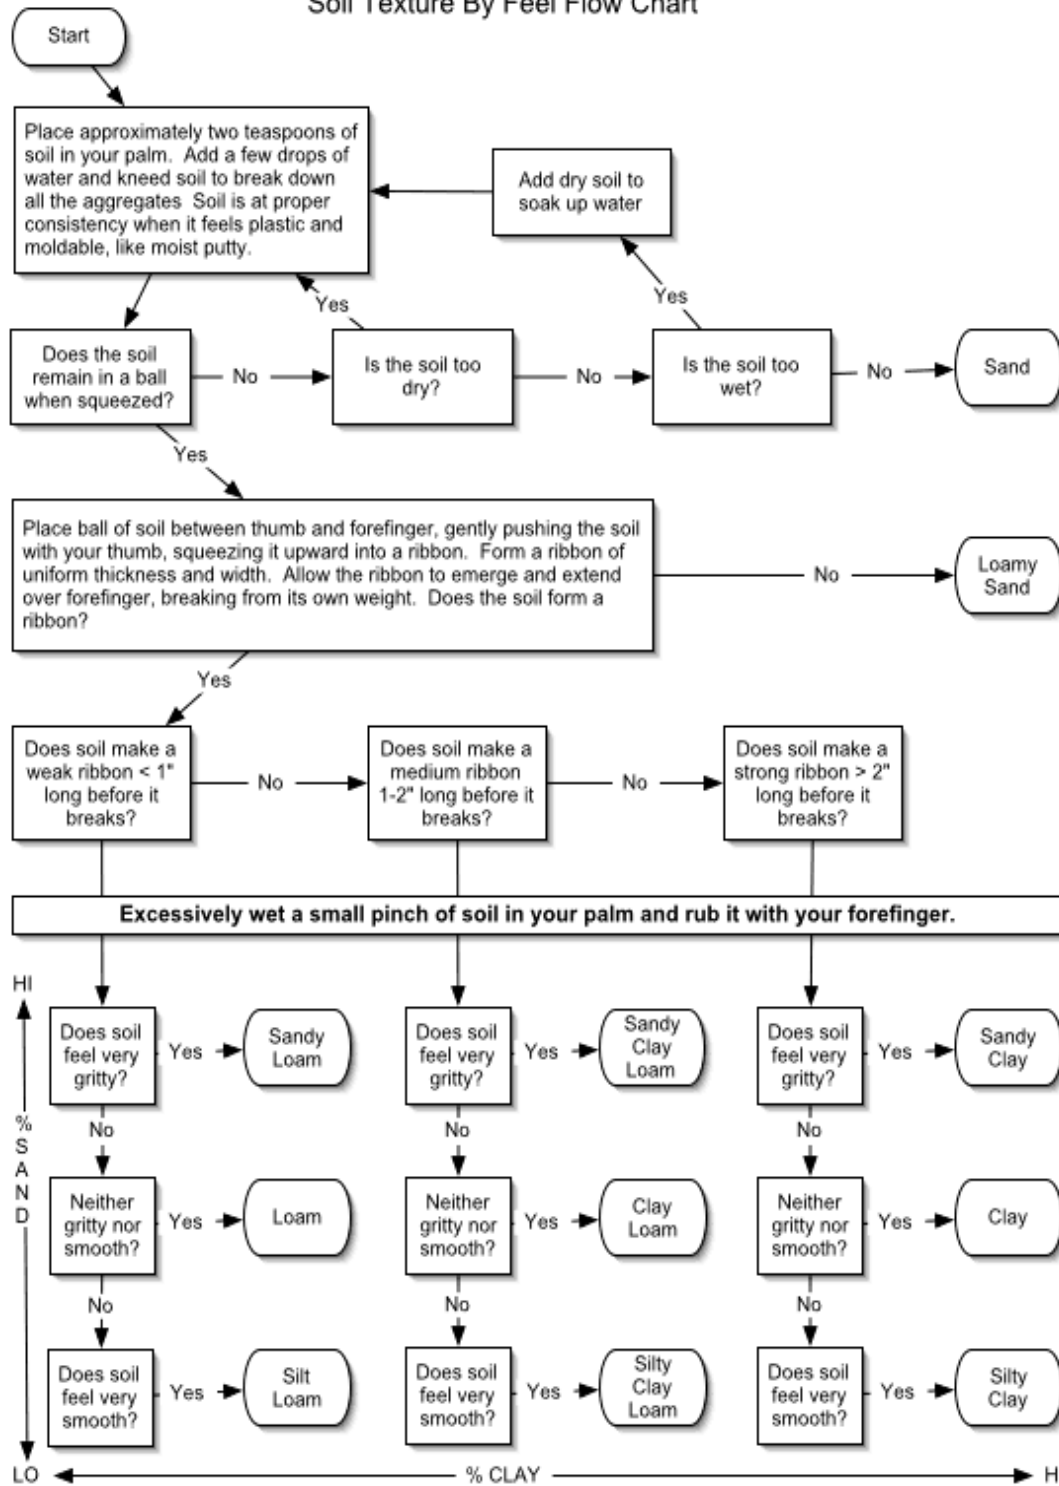 Soil Texture By Feel Flow Chart
Start
Place approximately two teaspoons of
soil in your palm. Add a few drops of
water and kneed soil to break down
all the aggregates Soil is at proper
consistency when it feels plastic and
moldable, like moist putty.
Add dry soil to
soak up water
Yes
Yes
Does the soil
remain in a ball
when squeezed?
No
Is the soil too
dry?
No
Is the soil too
wet?
No
Sand
Yes
Place ball of soil between thumb and forefinger, gently pushing the soil
with your thumb, squeezing it upward into a ribbon. Form a ribbon of
uniform thickness and width. Allow the ribbon to emerge and extend
over forefinger, breaking from its own weight. Does the soil form a
ribbon?
No
Loamy
Sand
Yes
Does soil make a
weak ribbon < 1"
long before it
breaks?
No
Does soil make a
medium ribbon
1-2" long before it
breaks?
No
Does soil make a
strong ribbon > 2"
long before it
breaks?
Excessively wet a small pinch of soil in your palm and rub it with your forefinger.
HI
% SAND
Does soil
feel very
gritty?
Yes
Sandy
Loam
Does soil
feel very
gritty?
Yes
Sandy
Clay
Loam
Does soil
feel very
gritty?
Yes
Sandy
Clay
No
No
No
Neither
gritty nor
smooth?
Yes
Loam
Neither
gritty nor
smooth?
Yes
Clay
Loam
Neither
gritty nor
smooth?
Yes
Clay
No
No
No
Does soil
feel very
smooth?
Yes
Silt
Loam
Does soil
feel very
smooth?
Yes
Silty
Clay
Loam
Does soil
feel very
smooth?
Yes
Silty
Clay
LO
% CLAY
H